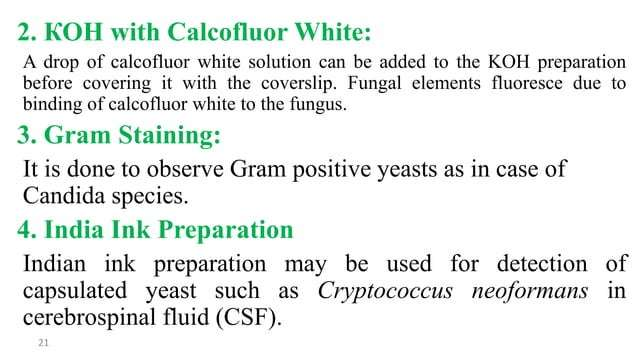 2. KOH with Calcofluor White:
A drop of calcofluor white solution can be added to the KOH preparation
before covering it with the coverslip. Fungal elements fluoresce due to
binding of calcofluor white to the fungus.
3. Gram Staining:
It is done to observe Gram positive yeasts as in case of
Candida species.
4. India Ink Preparation
Indian ink preparation may be used for detection of
capsulated yeast such as Cryptococcus neoformans in
cerebrospinal fluid (CSF).
21